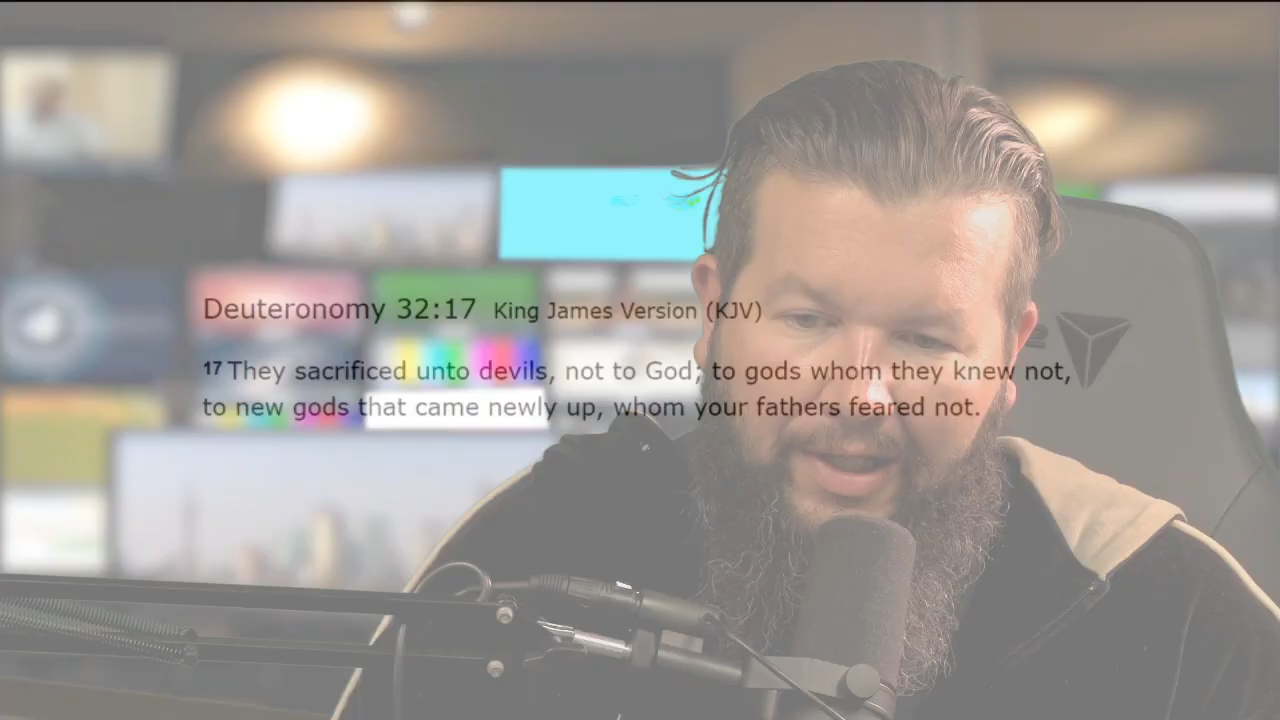 Deuteronomy 32:17 King James Version (KJV)
17 They sacrificed unto devils, not to God; to gods whom they knew not,
to new gods that came newly up, whom your fathers feared not.